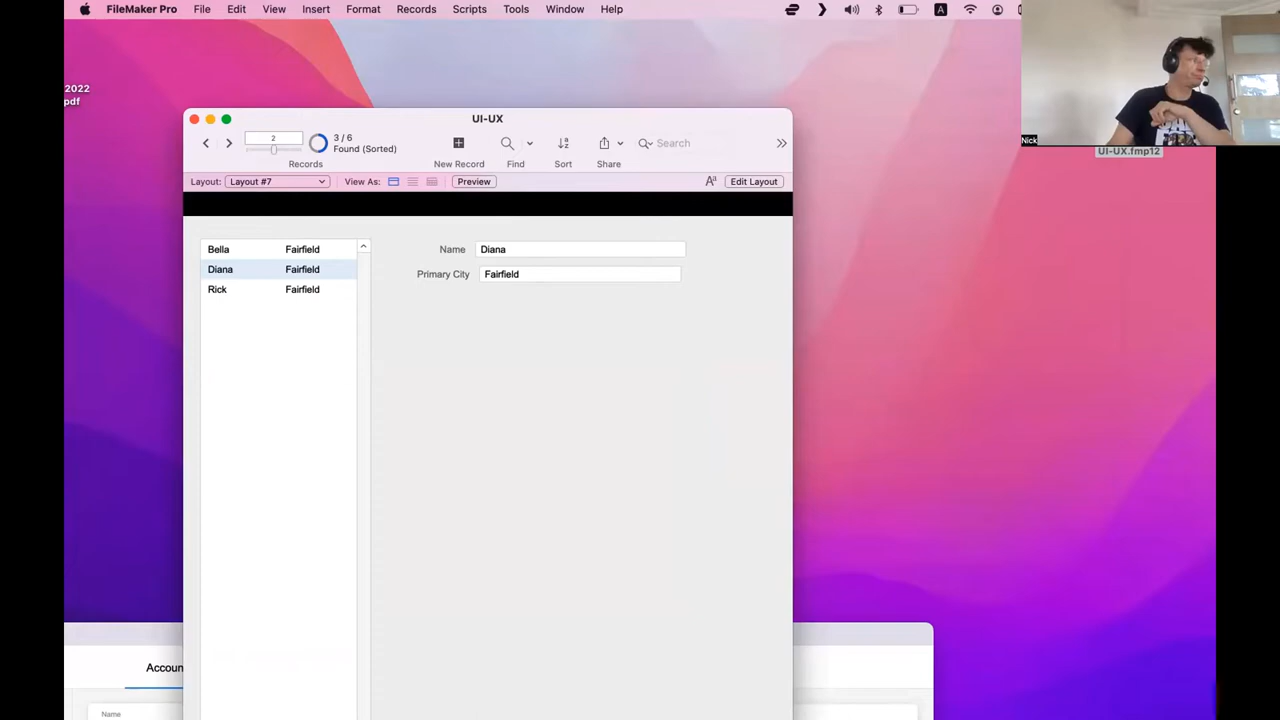 FileMaker Pro File Edit View Insert Format Records Scripts Tools Window Help A
2022
pdf
Nick
UI-UX.fmp12
UI-UX
2 3 / 6
Found (Sorted)
Search
Records New Record Find Sort Share
Layout: Layout #7 View As: Preview Aa Edit Layout
Bella Fairfield
Diana Fairfield
Rick Fairfield
Name Diana
Primary City Fairfield
Accoun
Name